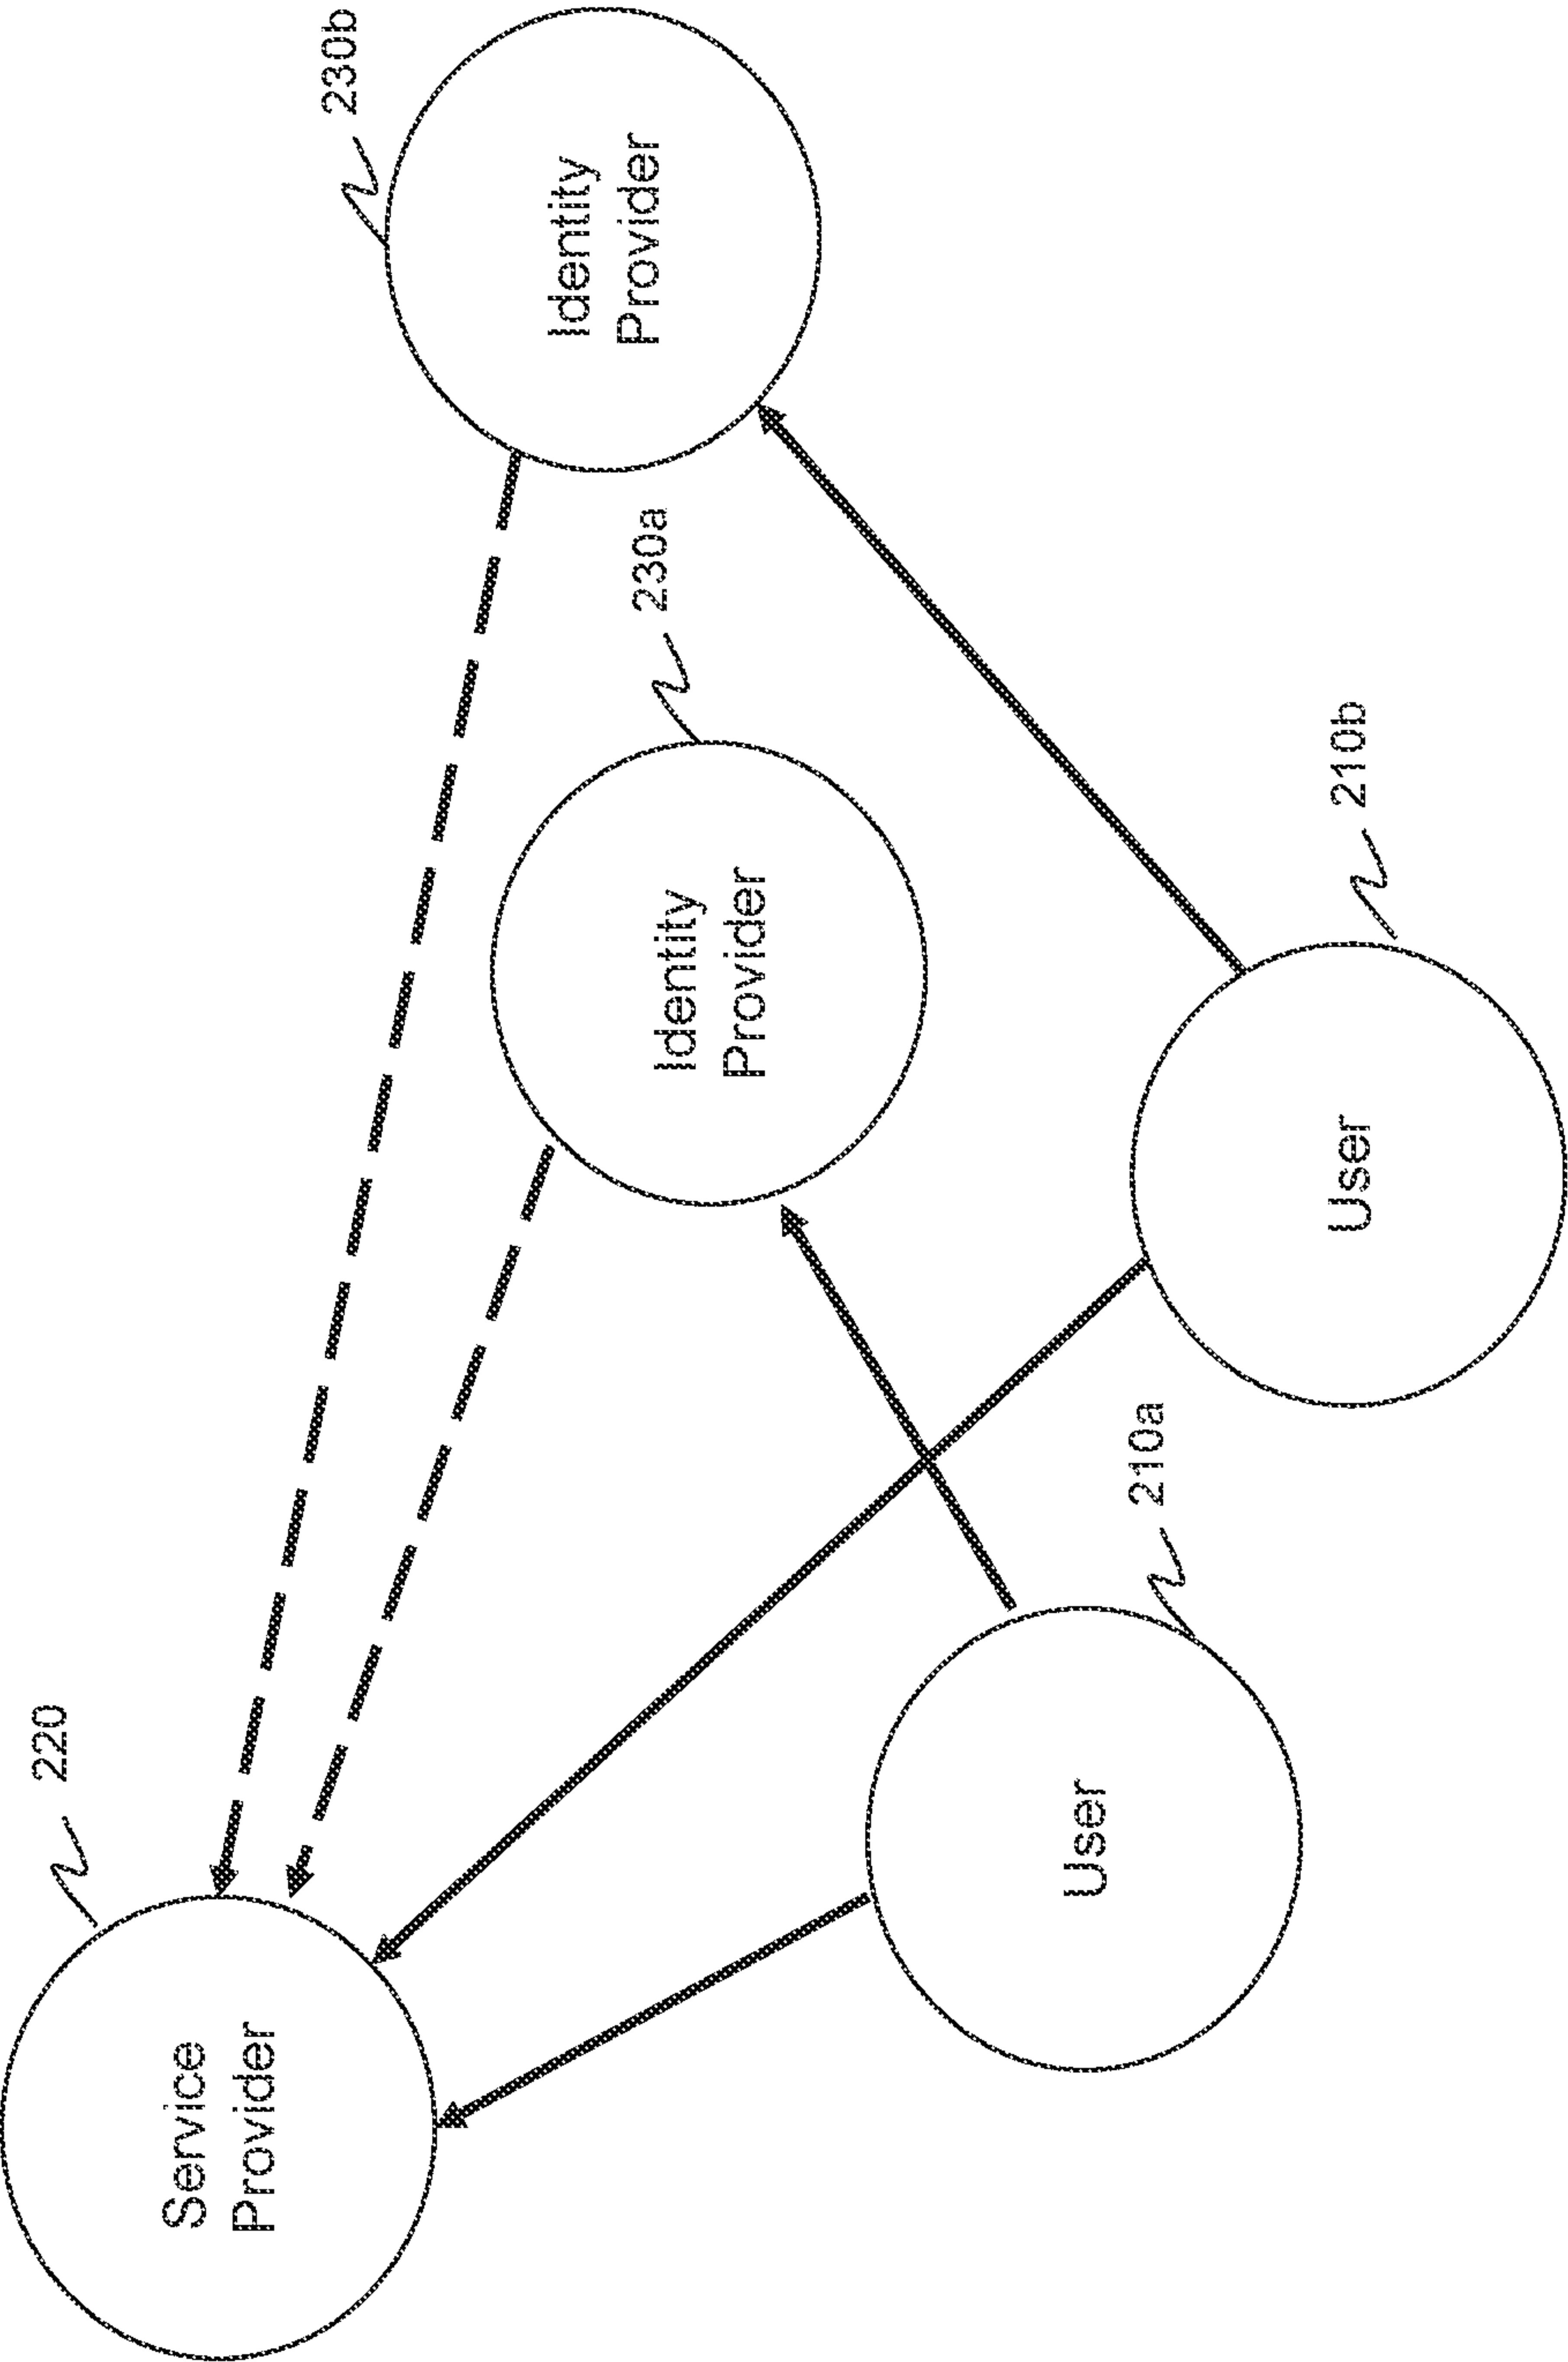 220
Service
Provider
230a
Identity
Provider
230b
Identity
Provider
210a
User
210b
User